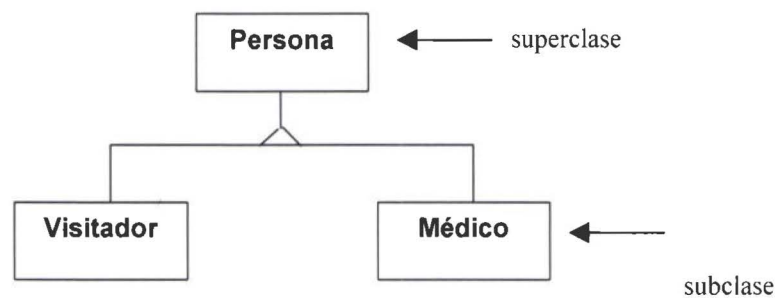 Persona
superclase
Visitador
Médico
subclase